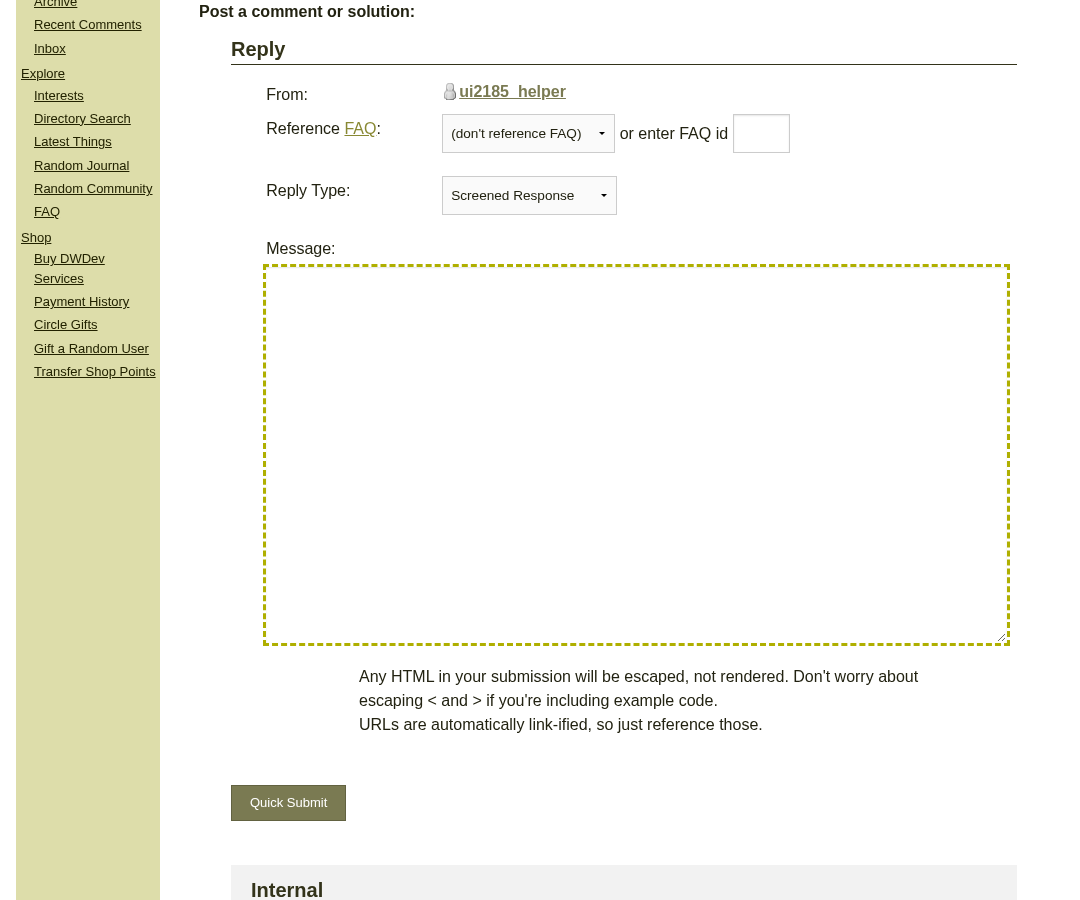 Archive
Recent Comments
Inbox
Explore
Interests
Directory Search
Latest Things
Random Journal
Random Community
FAQ
Shop
Buy DWDev
Services
Payment History
Circle Gifts
Gift a Random User
Transfer Shop Points
Post a comment or solution:
Reply
From: ui2185_helper
Reference FAQ: (don't reference FAQ) or enter FAQ id
Reply Type: Screened Response
Message:
Any HTML in your submission will be escaped, not rendered. Don't worry about
escaping < and > if you're including example code.
URLs are automatically link-ified, so just reference those.
Quick Submit
Internal